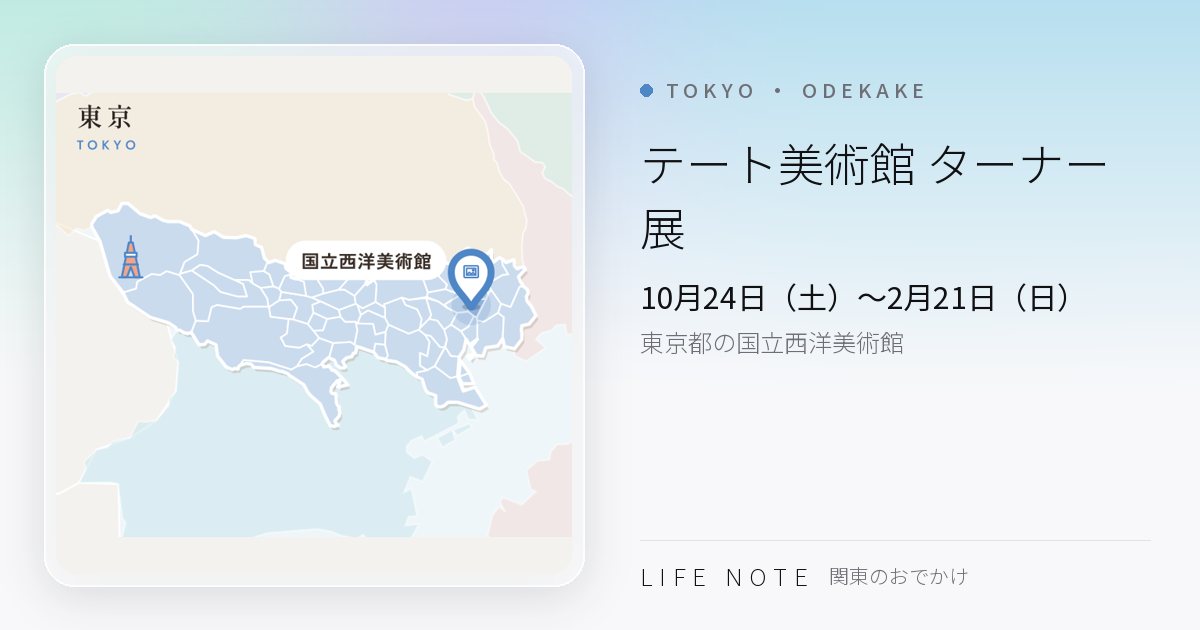 東京
TOKYO
国立西洋美術館
TOKYO • ODEKAKE
テート美術館 ターナー
展
10月24日（土）〜2月21日（日）
東京都の国立西洋美術館
LIFE NOTE 関東のおでかけ